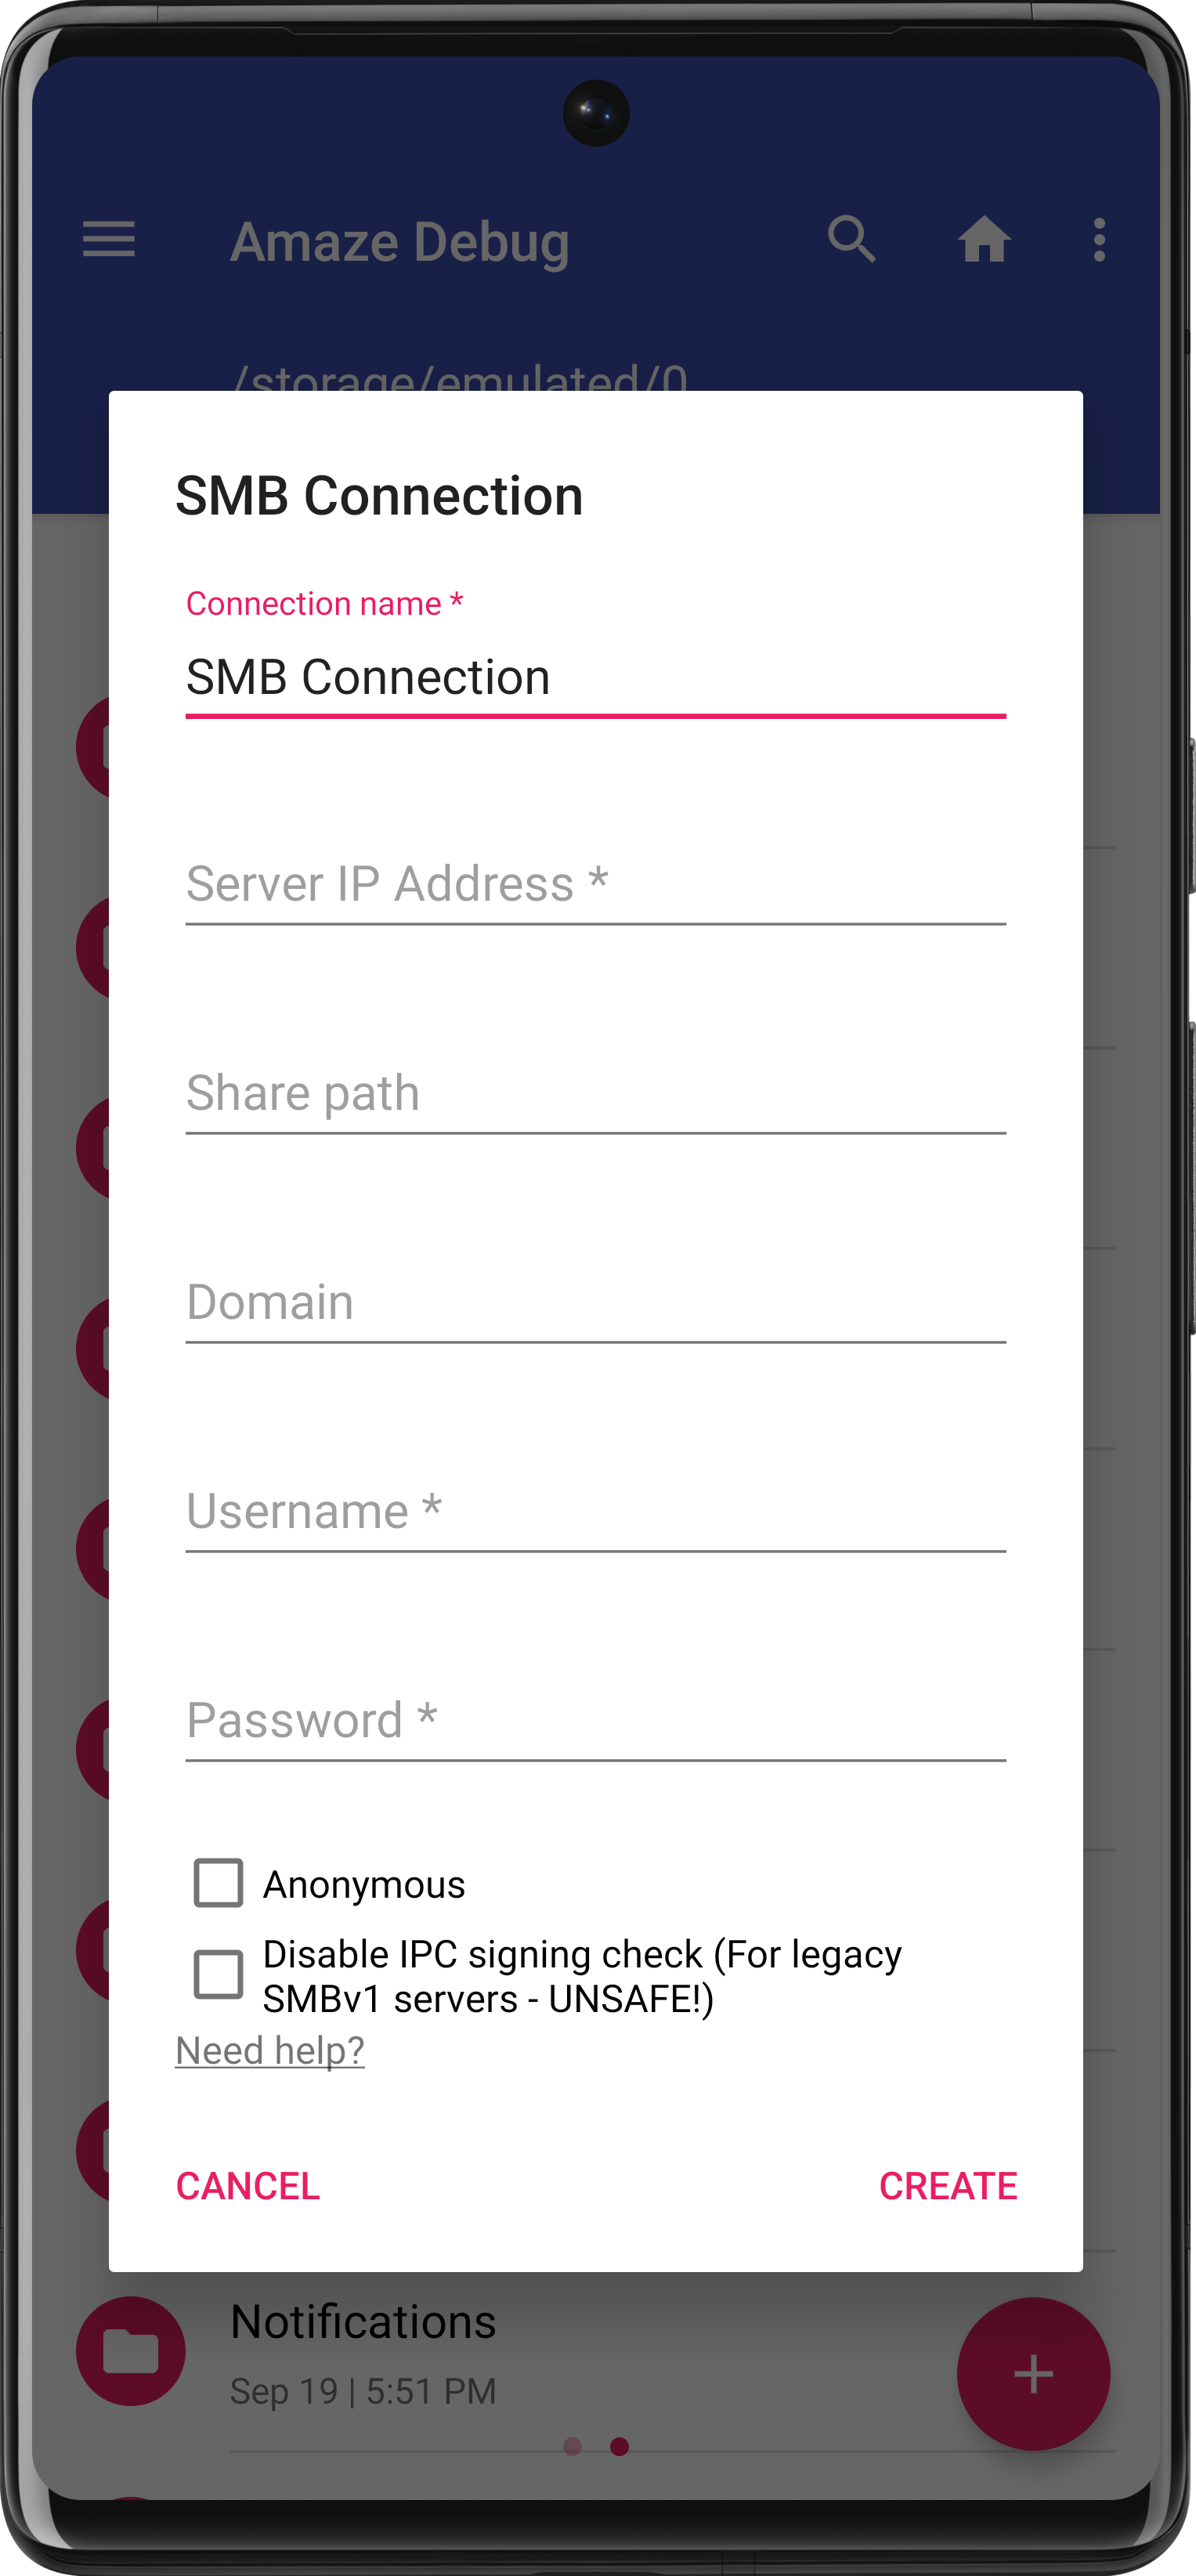 Amaze Debug
/storage/emulated/0
SMB Connection
Connection name *
SMB Connection
Server IP Address *
Share path
Domain
Username *
Password *
Anonymous
Disable IPC signing check (For legacy
SMBv1 servers - UNSAFE!)
Need help?
CANCEL
CREATE
Notifications
Sep 19 | 5:51 PM